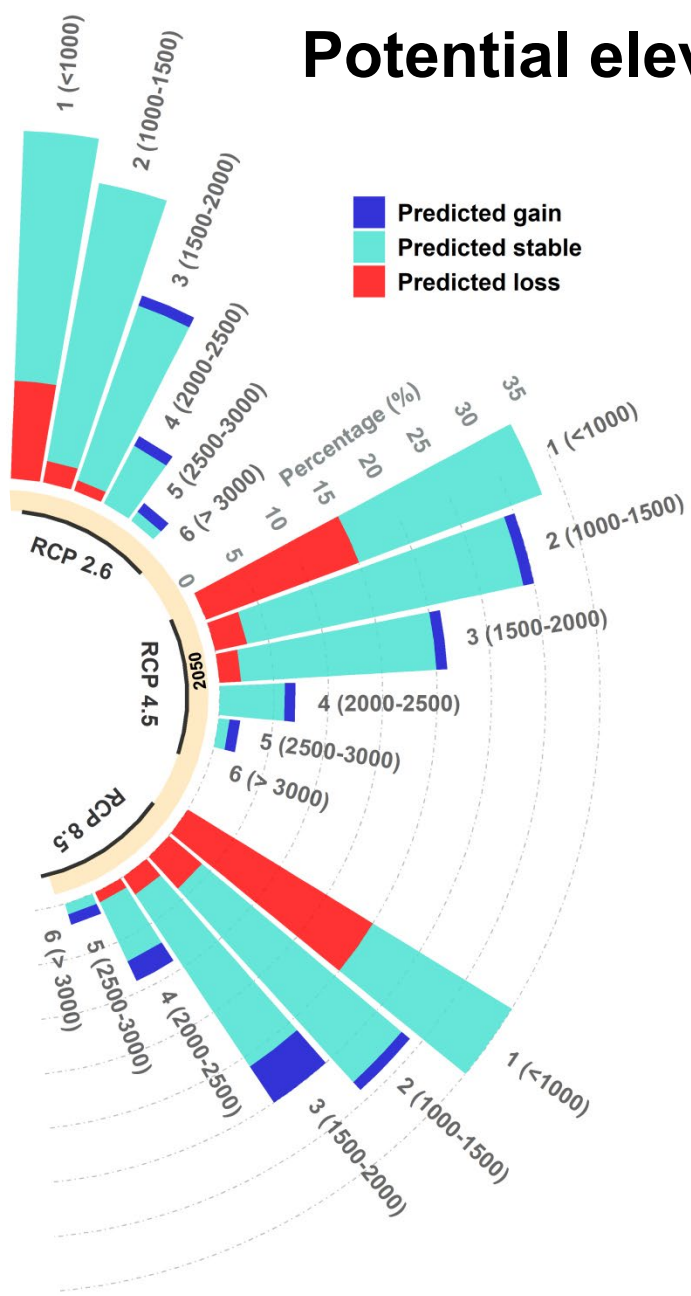 Potential elev
1 (<1000)
2 (1000-1500)
3 (1500-2000)
4 (2000-2500)
5 (2500-3000)
6 (> 3000)
Predicted gain
Predicted stable
Predicted loss
Percentage (%)
0
5
10
15
20
25
30
35
RCP 2.6
1 (<1000)
2 (1000-1500)
3 (1500-2000)
4 (2000-2500)
5 (2500-3000)
6 (> 3000)
RCP 4.5
2050
RCP 8.5
1 (<1000)
2 (1000-1500)
3 (1500-2000)
4 (2000-2500)
5 (2500-3000)
6 (> 3000)